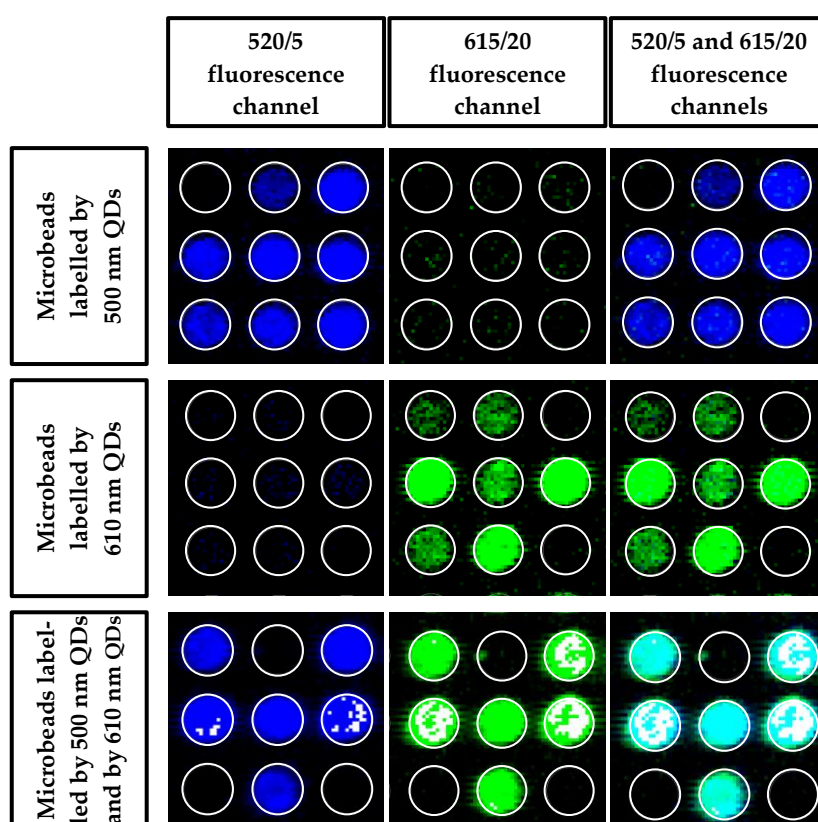 520/5
fluorescence
channel
615/20
fluorescence
channel
520/5 and 615/20
fluorescence
channels
Microbeads
labelled by
500 nm QDs
Microbeads
labelled by
610 nm QDs
Microbeads label-
led by 500 nm QDs
and by 610 nm QDs